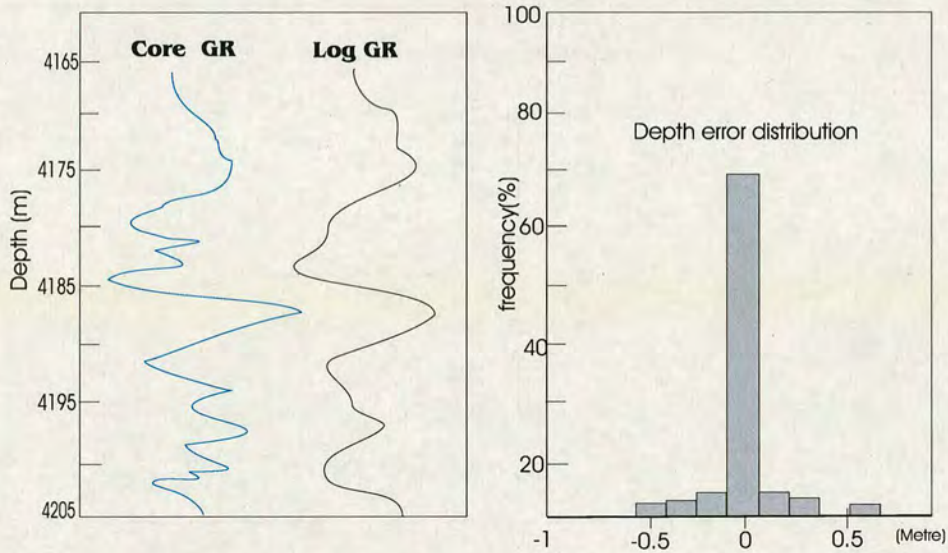 Core GR
Log GR
4165
4175
4185
4195
4205
Depth (m)
100
80
60
40
20
frequency(%)
Depth error distribution
-1
-0.5
0
0.5
(Metre)